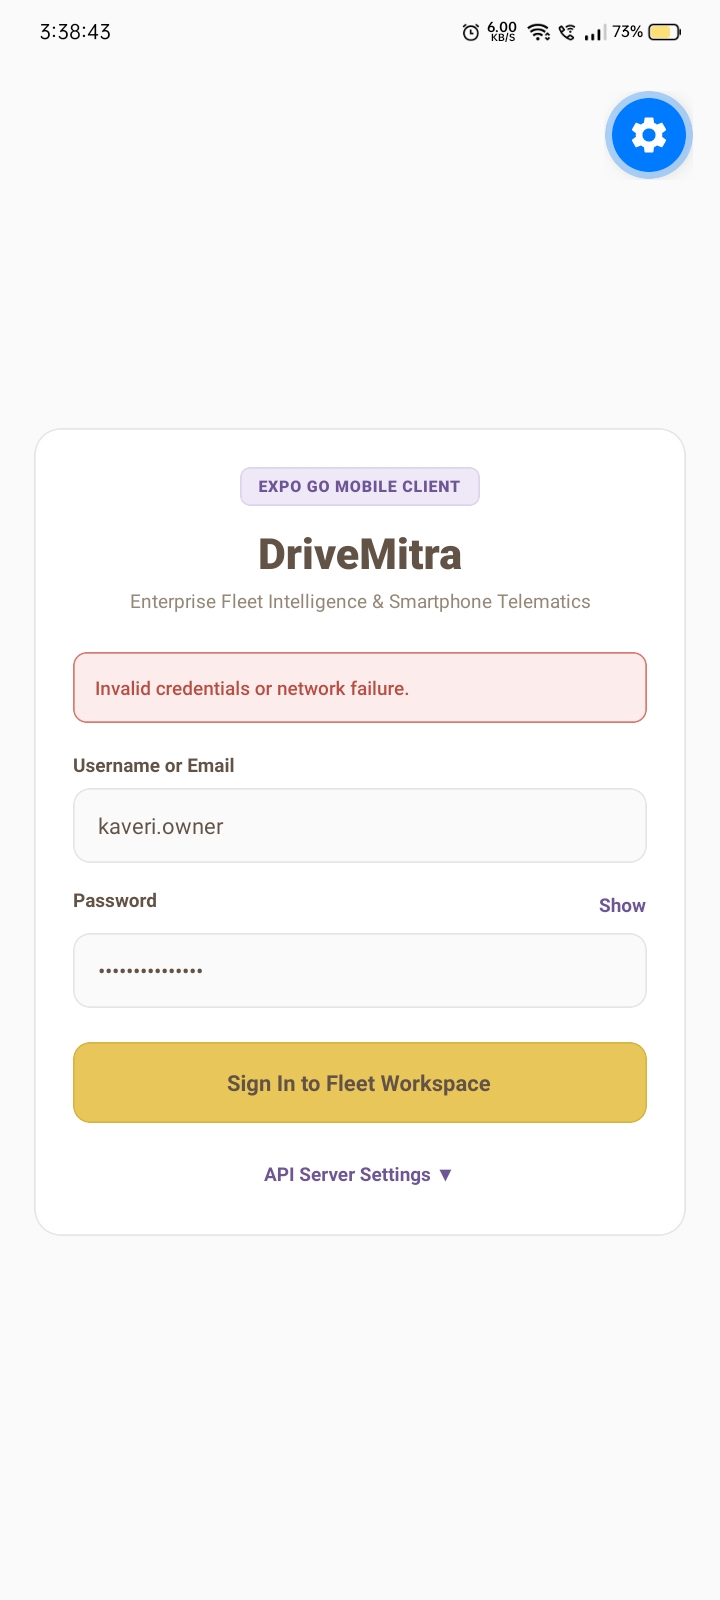 3:38:43
6.00 KB/S 73%
EXPO GO MOBILE CLIENT
DriveMitra
Enterprise Fleet Intelligence & Smartphone Telematics
Invalid credentials or network failure.
Username or Email
kaveri.owner
Password
Show
•••••••••••••••
Sign In to Fleet Workspace
API Server Settings ▼